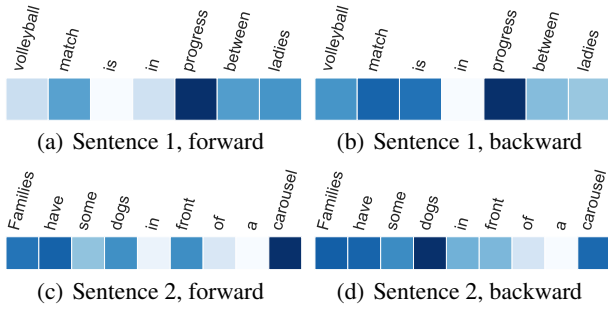 volleyball match is in progress between ladies
volleyball match is in progress between ladies
(a) Sentence 1, forward
(b) Sentence 1, backward
Families have some dogs in front of a carousel
Families have some dogs in front of a carousel
(c) Sentence 2, forward
(d) Sentence 2, backward